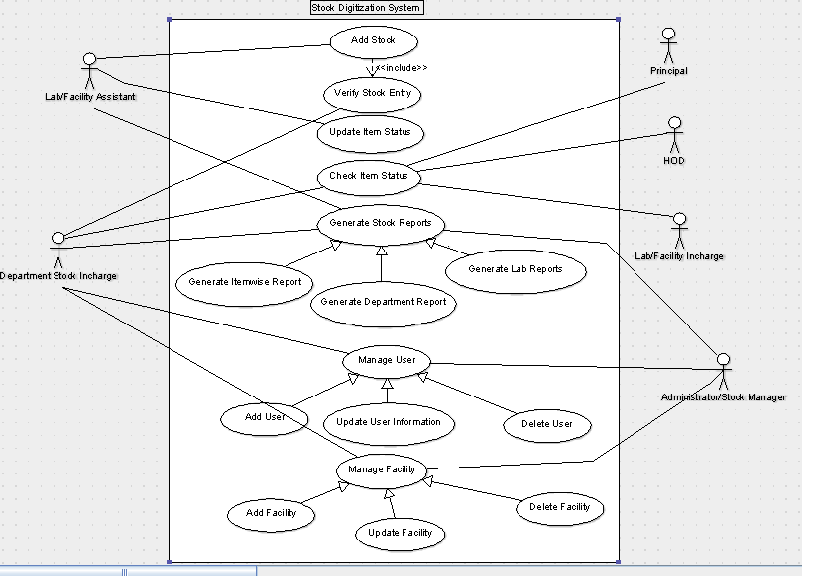 Stock Digitization System
Add Stock
<<include>>
Verify Stock Entry
Update Item Status
Check Item Status
Generate Stock Reports
Generate Itemwise Report
Generate Lab Reports
Generate Department Report
Manage User
Add User
Update User Information
Delete User
Manage Facility
Add Facility
Delete Facility
Update Facility
Lab/Facility Assistant
Department Stock Incharge
Principal
HOD
Lab/Facility Incharge
Administrator/Stock Manager